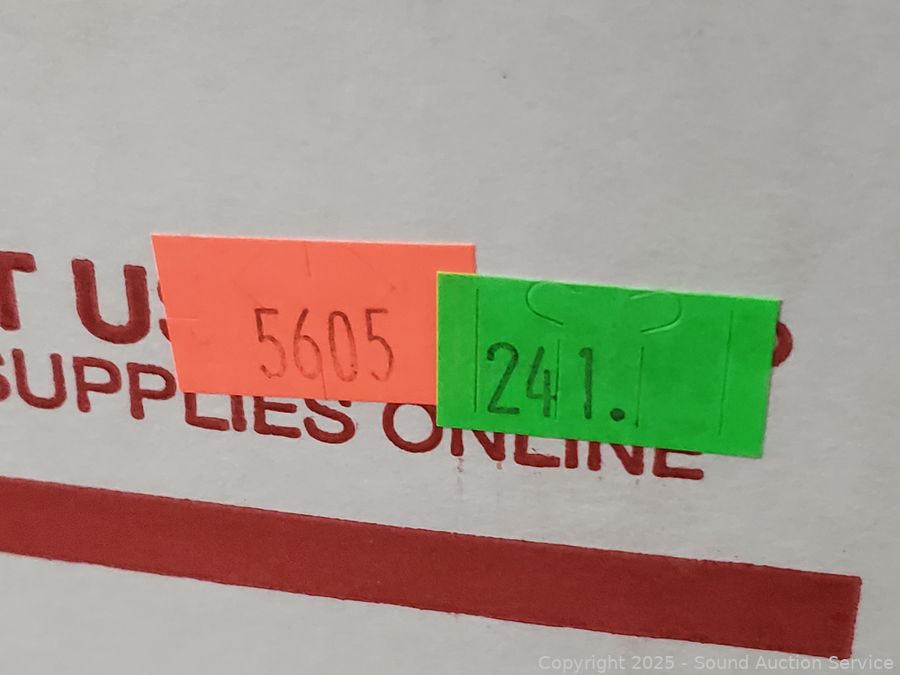 T U
5605
241.
SUPPLIES ONLINE
Copyright 2025 - Sound Auction Service